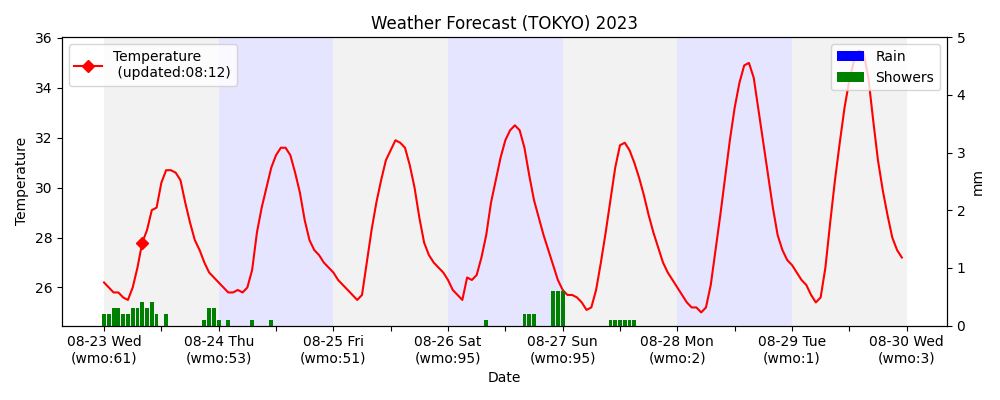 Weather Forecast (TOKYO) 2023
Temperature
(updated:08:12)
Rain
Showers
36
34
32
30
28
26
Temperature
5
4
3
2
1
0
mm
08-23 Wed
(wmo:61)
08-24 Thu
(wmo:53)
08-25 Fri
(wmo:51)
08-26 Sat
(wmo:95)
08-27 Sun
(wmo:95)
08-28 Mon
(wmo:2)
08-29 Tue
(wmo:1)
08-30 Wed
(wmo:3)
Date